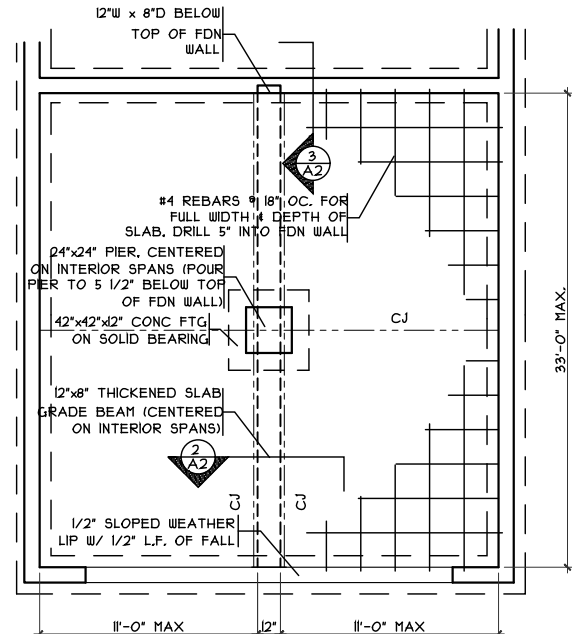 12"W x 8"D BELOW
TOP OF FDN
WALL
3
A2
#4 REBARS @ 18" OC. FOR
FULL WIDTH & DEPTH OF
SLAB. DRILL 5" INTO FDN WALL
24"x24" PIER, CENTERED
ON INTERIOR SPANS (POUR
PIER TO 5 1/2" BELOW TOP
OF FDN WALL)
42"x42"x12" CONC FTG
ON SOLID BEARING
CJ
33'-0" MAX.
12"x8" THICKENED SLAB
GRADE BEAM (CENTERED
ON INTERIOR SPANS)
2
A2
CJ
CJ
1/2" SLOPED WEATHER
LIP W/ 1/2" L.F. OF FALL
11'-0" MAX
12"
11'-0" MAX